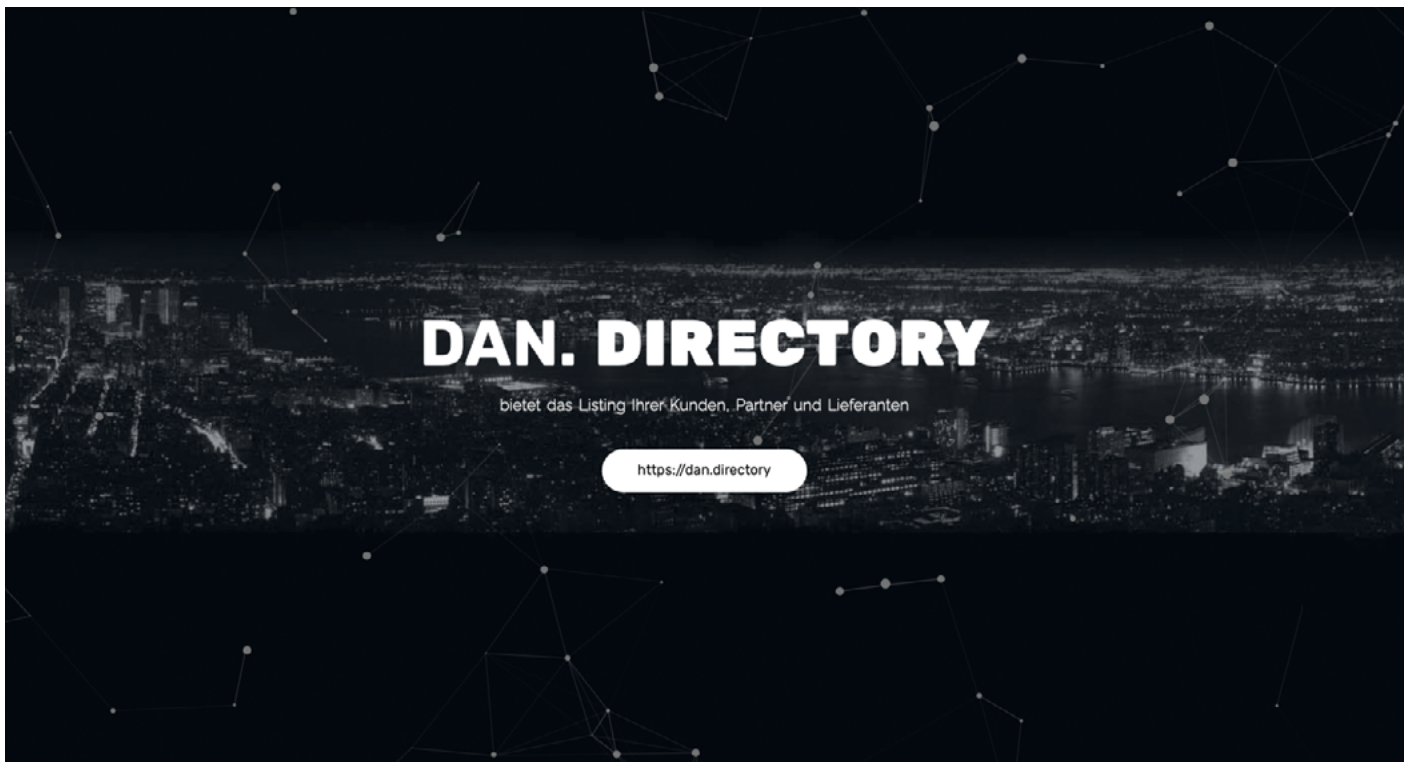 DAN. DIRECTORY
bietet das Listing Ihrer Kunden, Partner und Lieferanten
https://dan.directory